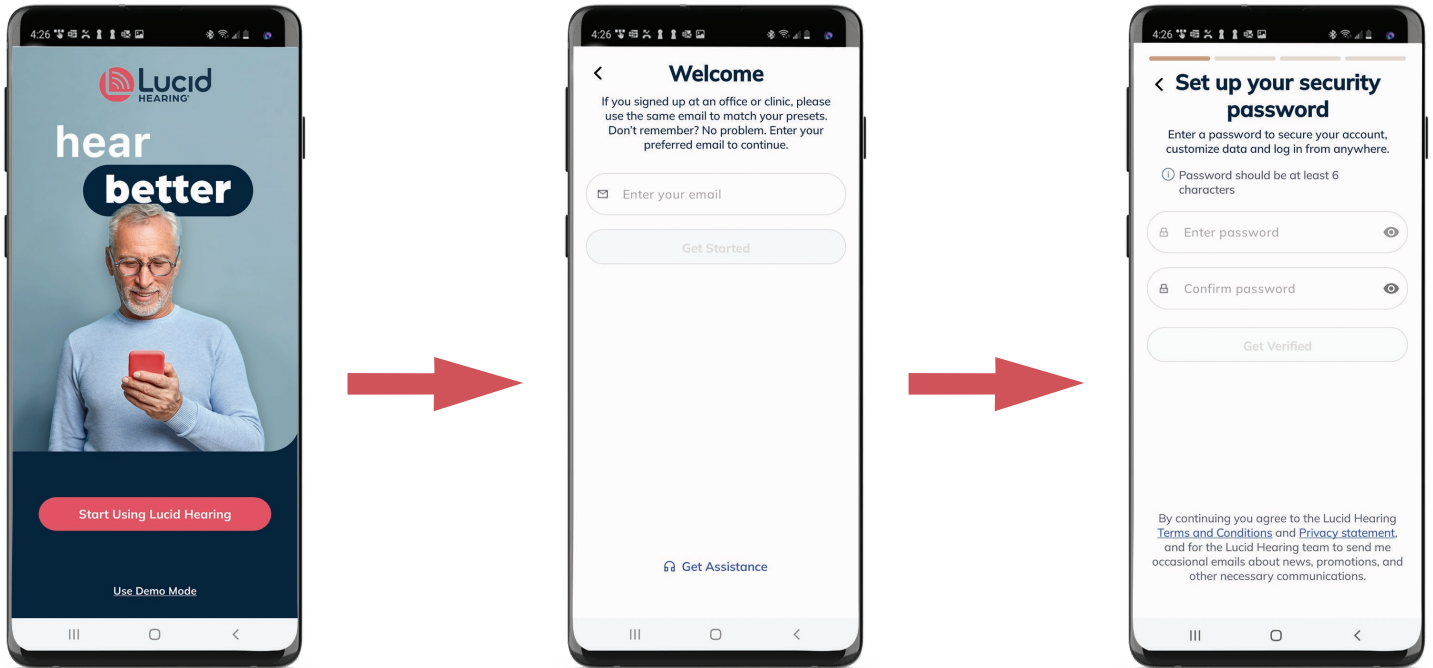 4:26
Lucid
HEARING
hear
better
Start Using Lucid Hearing
Use Demo Mode
4:26
Welcome
If you signed up at an office or clinic, please
use the same email to match your presets.
Don't remember? No problem. Enter your
preferred email to continue.
Enter your email
Get Started
Get Assistance
4:26
Set up your security
password
Enter a password to secure your account,
customize data and log in from anywhere.
Password should be at least 6
characters
Enter password
Confirm password
Get Verified
By continuing you agree to the Lucid Hearing
Terms and Conditions and Privacy statement,
and for the Lucid Hearing team to send me
occasional emails about news, promotions, and
other necessary communications.